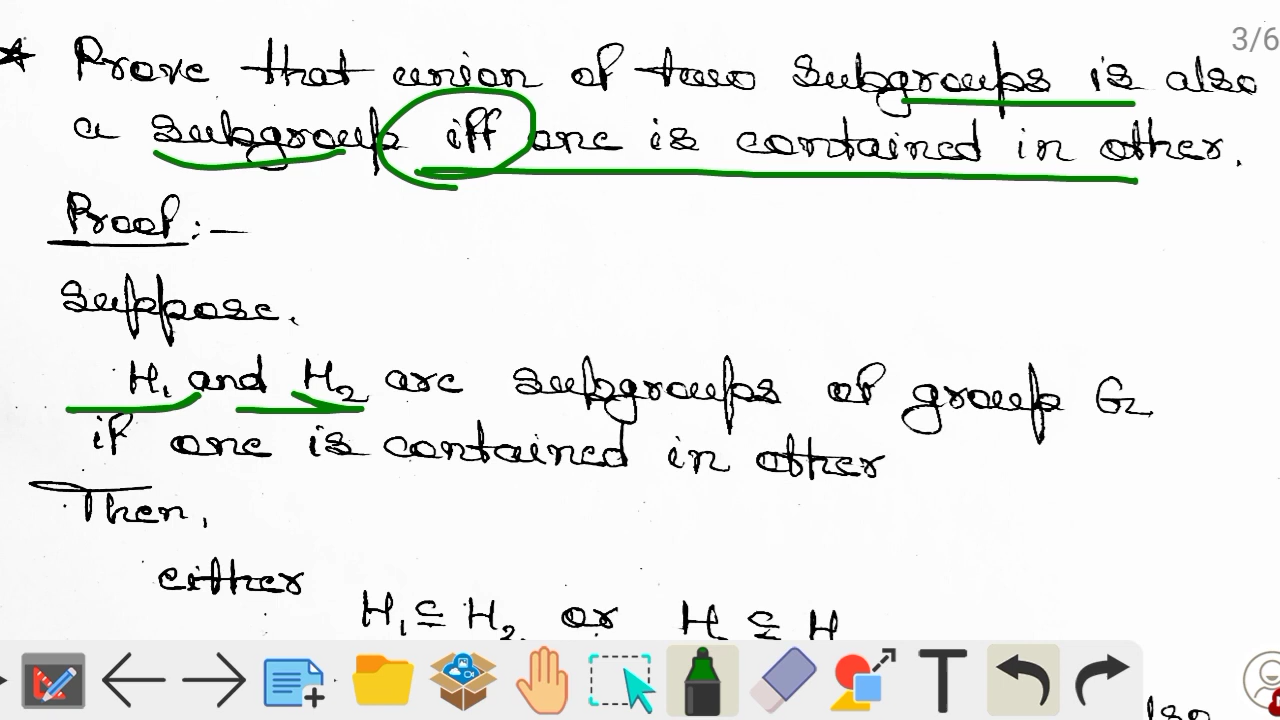 3/6
* Prove that union of two subgroups is also
a subgroup iff one is contained in other.
Proof :-
Suppose.
H₁ and H₂ are subgroups of group G
if one is contained in other
Then,
either
H₁ ⊆ H₂ or H ⊆ H
T